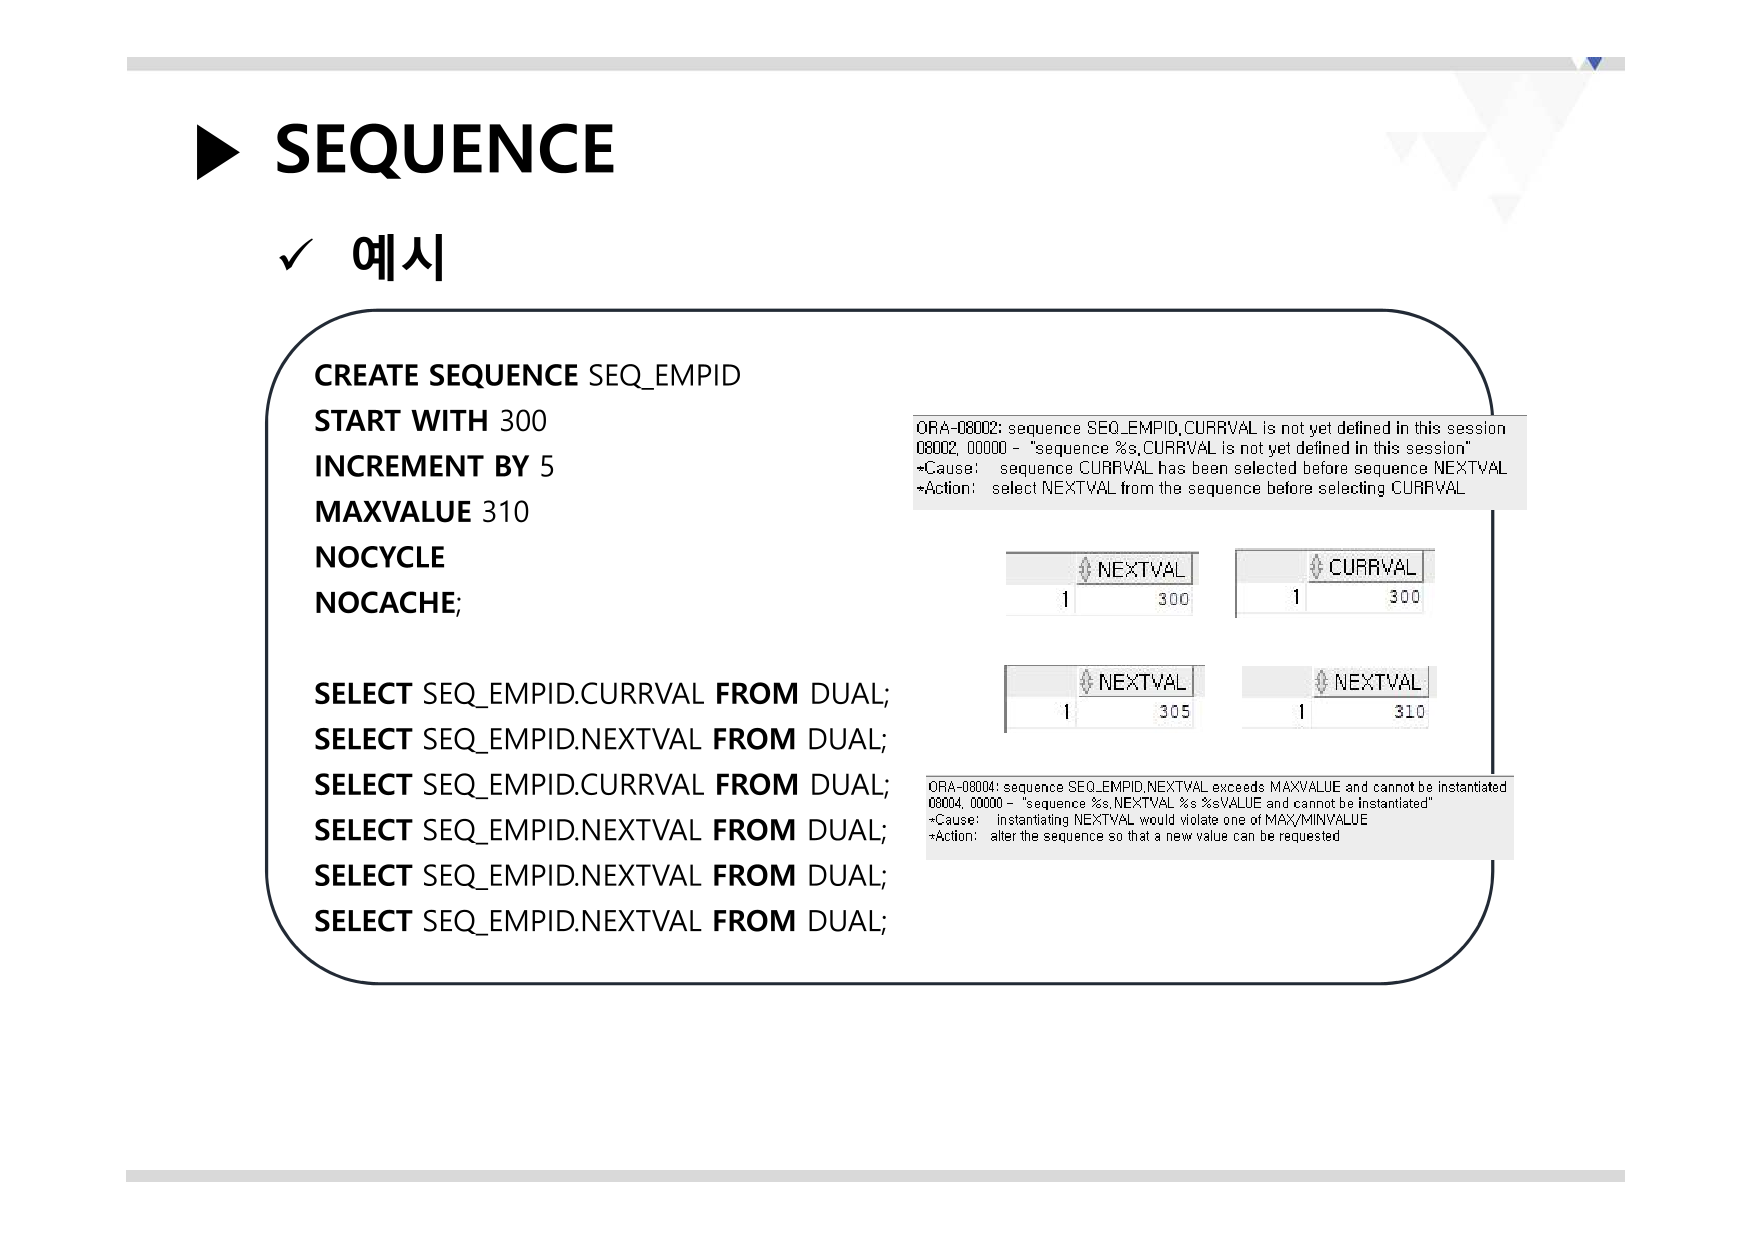 SEQUENCE
예시
CREATE SEQUENCE SEQ_EMPID
START WITH 300
INCREMENT BY 5
MAXVALUE 310
NOCYCLE
NOCACHE;
SELECT SEQ_EMPID.CURRVAL FROM DUAL;
SELECT SEQ_EMPID.NEXTVAL FROM DUAL;
SELECT SEQ_EMPID.CURRVAL FROM DUAL;
SELECT SEQ_EMPID.NEXTVAL FROM DUAL;
SELECT SEQ_EMPID.NEXTVAL FROM DUAL;
SELECT SEQ_EMPID.NEXTVAL FROM DUAL;
ORA-08002: sequence SEQ_EMPID.CURRVAL is not yet defined in this session
08002, 00000 - "sequence %s.CURRVAL is not yet defined in this session"
*Cause: sequence CURRVAL has been selected before sequence NEXTVAL
*Action: select NEXTVAL from the sequence before selecting CURRVAL
NEXTVAL
1 300
CURRVAL
1 300
NEXTVAL
1 305
NEXTVAL
1 310
ORA-08004: sequence SEQ_EMPID.NEXTVAL exceeds MAXVALUE and cannot be instantiated
08004, 00000 - "sequence %s.NEXTVAL %s %sVALUE and cannot be instantiated"
*Cause: instantiating NEXTVAL would violate one of MAX/MINVALUE
*Action: alter the sequence so that a new value can be requested